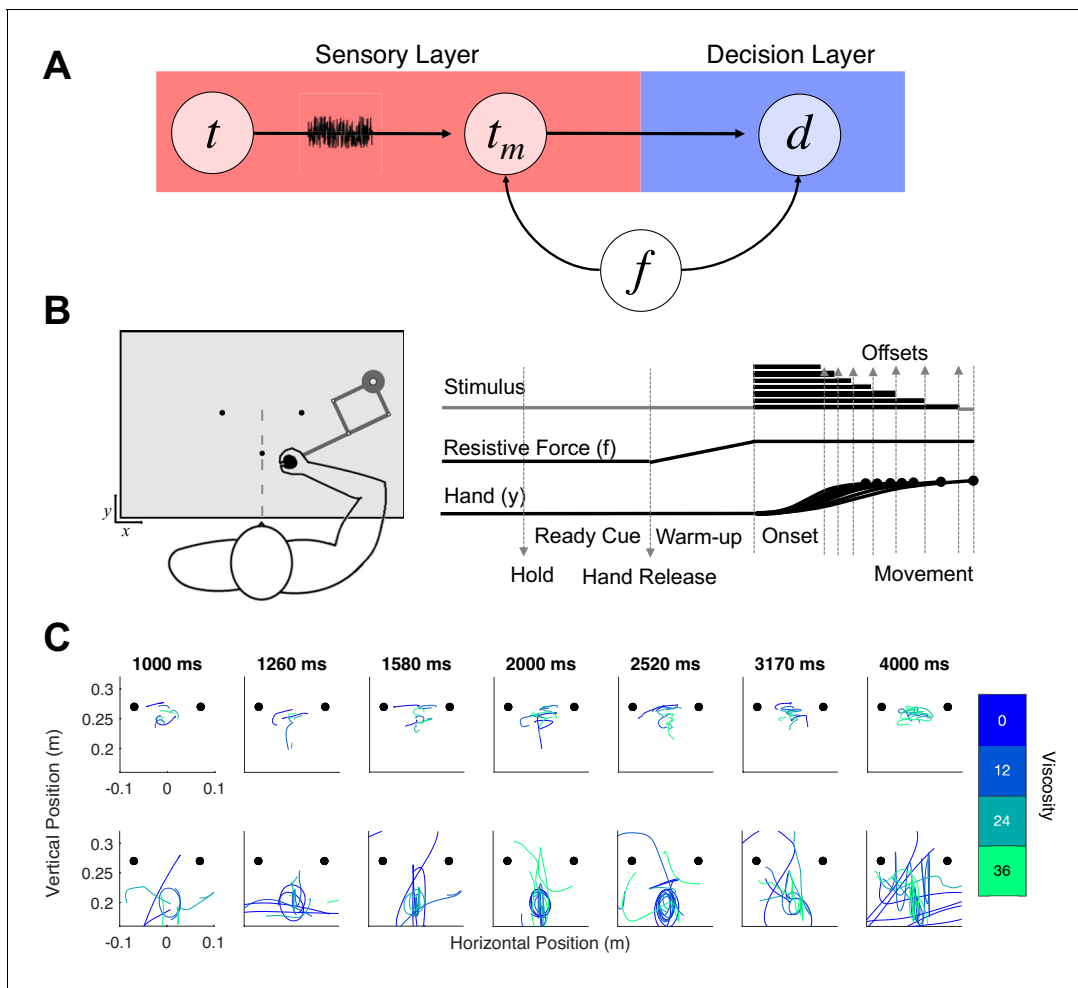 A
Sensory Layer Decision Layer
t t_m d
f
B
Offsets
Stimulus
Resistive Force (f)
Hand (y)
y
x
Ready Cue Warm-up Onset
Hold Hand Release Movement
C
1000 ms 1260 ms 1580 ms 2000 ms 2520 ms 3170 ms 4000 ms
0.3
0.25
0.2
-0.1 0 0.1
0.3
0.25
0.2
-0.1 0 0.1
Vertical Position (m)
Horizontal Position (m)
0
12
24
36
Viscosity